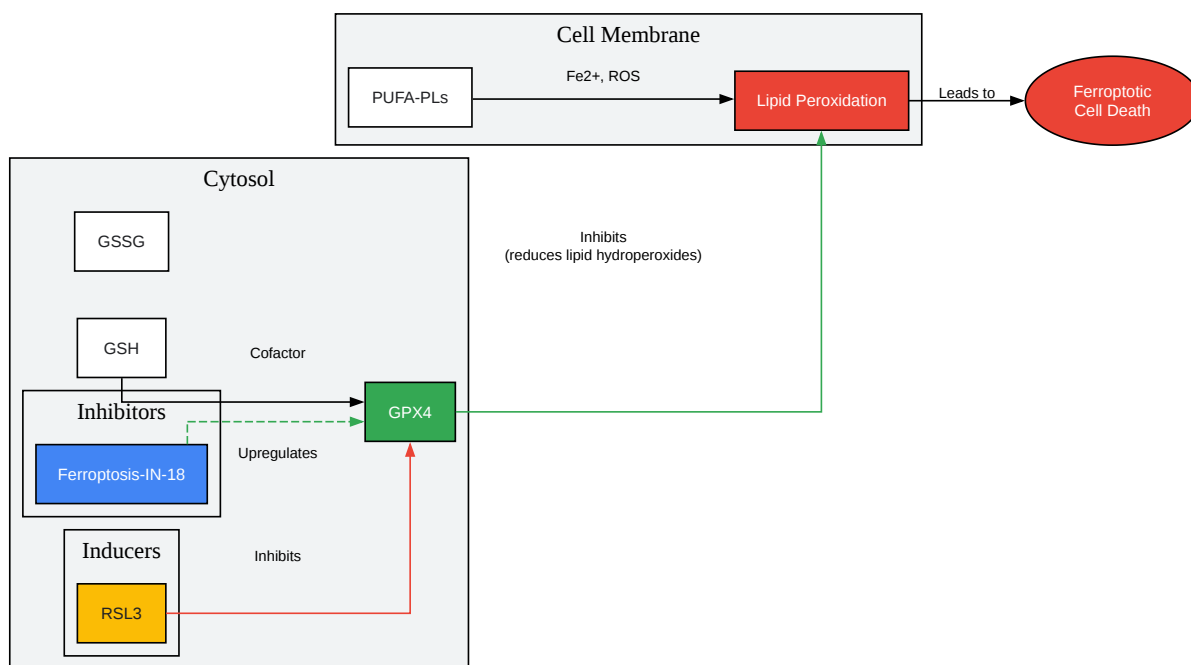 Cell Membrane
PUFA-PLs
Fe2+, ROS
Lipid Peroxidation
Leads to
Ferroptotic
Cell Death
Cytosol
GSSG
Inhibits
(reduces lipid hydroperoxides)
GSH
Cofactor
GPX4
Inhibitors
Upregulates
Ferroptosis-IN-18
Inducers
Inhibits
RSL3